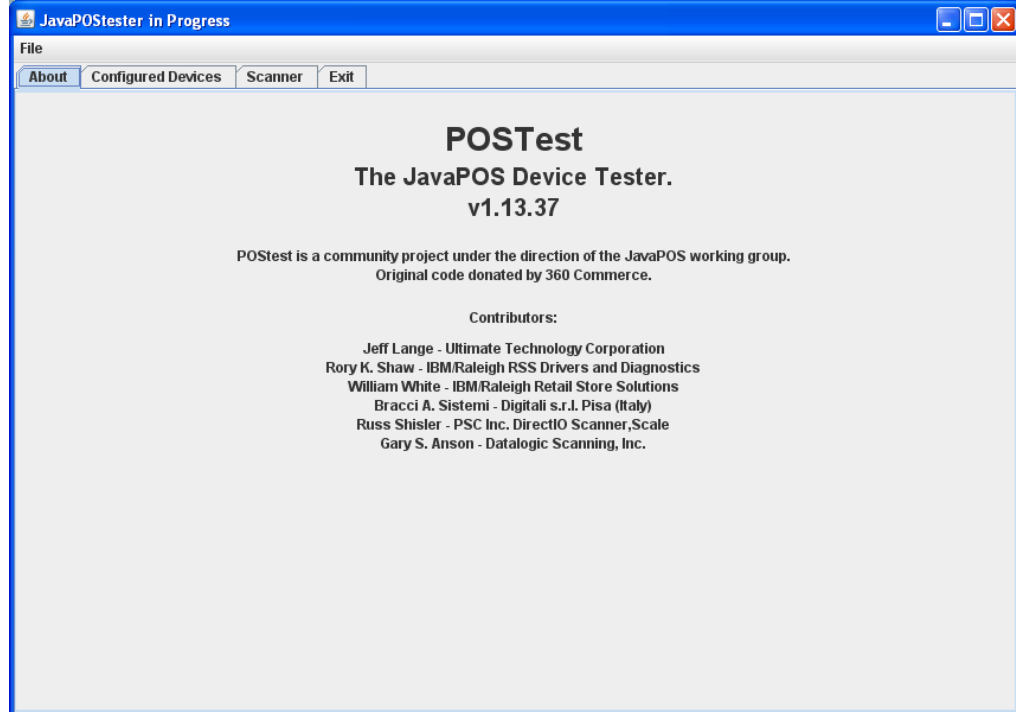 JavaPOStester in Progress
File
About Configured Devices Scanner Exit
POSTest
The JavaPOS Device Tester.
v1.13.37
POStest is a community project under the direction of the JavaPOS working group.
Original code donated by 360 Commerce.
Contributors:
Jeff Lange - Ultimate Technology Corporation
Rory K. Shaw - IBM/Raleigh RSS Drivers and Diagnostics
William White - IBM/Raleigh Retail Store Solutions
Bracci A. Sistemi - Digitali s.r.l. Pisa (Italy)
Russ Shisler - PSC Inc. DirectIO Scanner,Scale
Gary S. Anson - Datalogic Scanning, Inc.